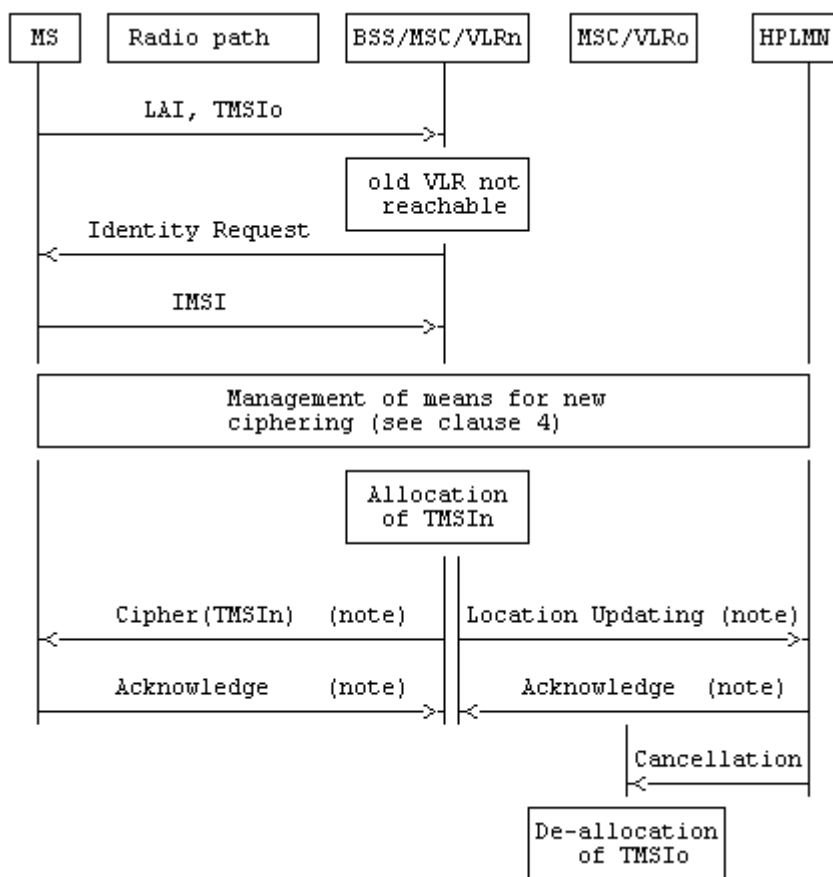 MS
Radio path
BSS/MSC/VLRn
MSC/VLRo
HPLMN
LAI, TMSIo
old VLR not
reachable
Identity Request
IMSI
Management of means for new
ciphering (see clause 4)
Allocation
of TMSIn
Cipher(TMSIn) (note)
Location Updating (note)
Acknowledge (note)
Acknowledge (note)
Cancellation
De-allocation
of TMSIo